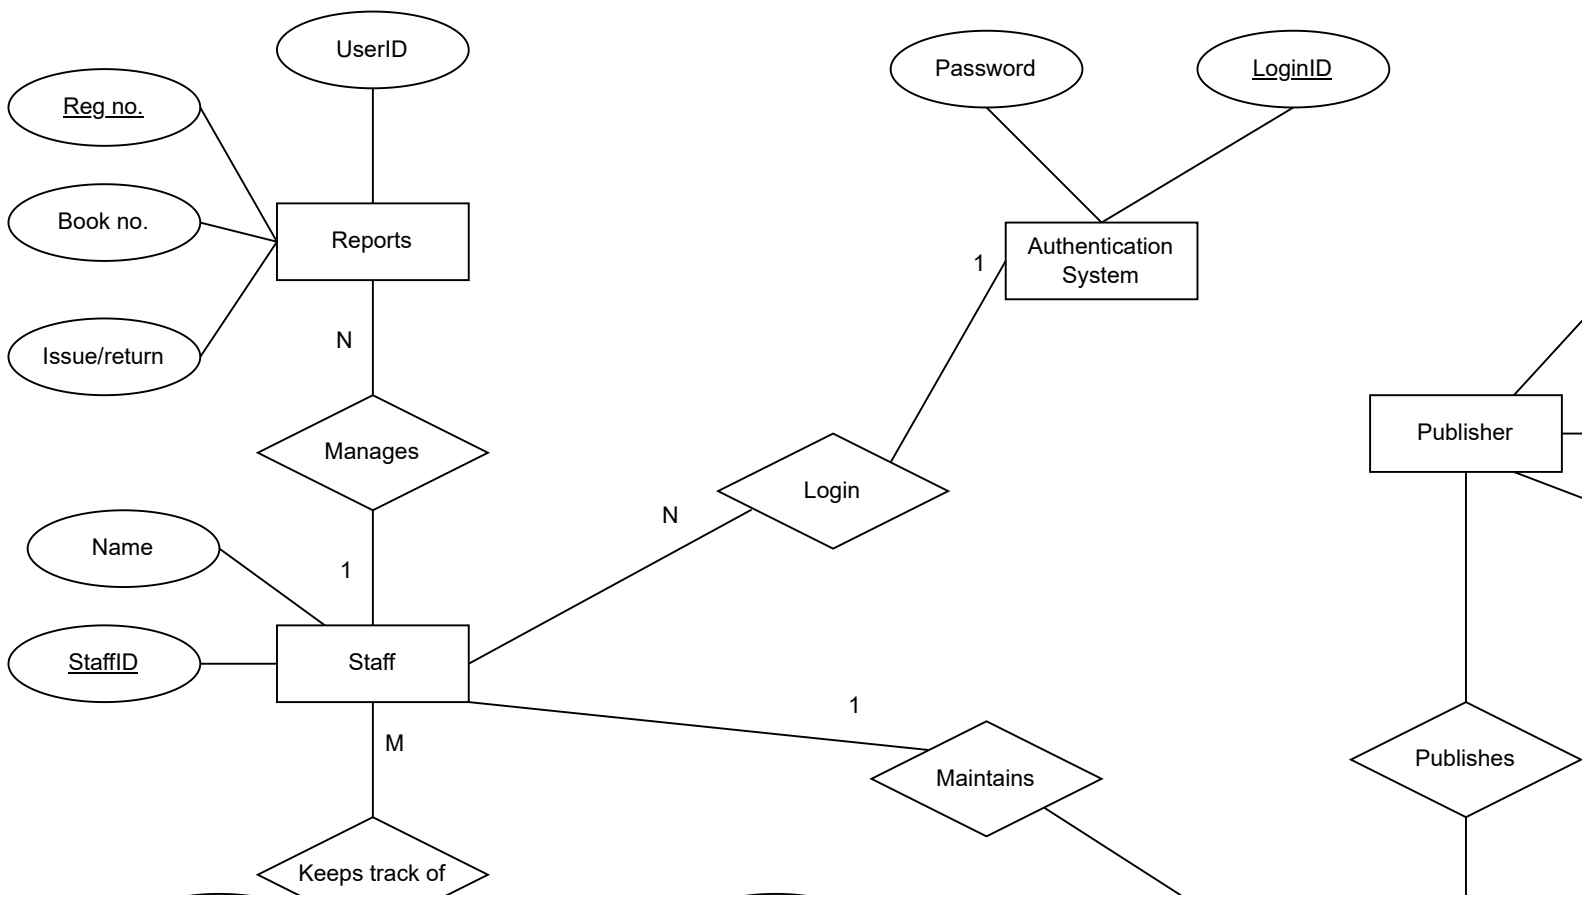 UserID
Password
LoginID
Reg no.
Book no.
Reports
Authentication
System
1
N
Issue/return
Publisher
Manages
Login
N
Name
1
Staff
StaffID
1
M
Publishes
Maintains
Keeps track of